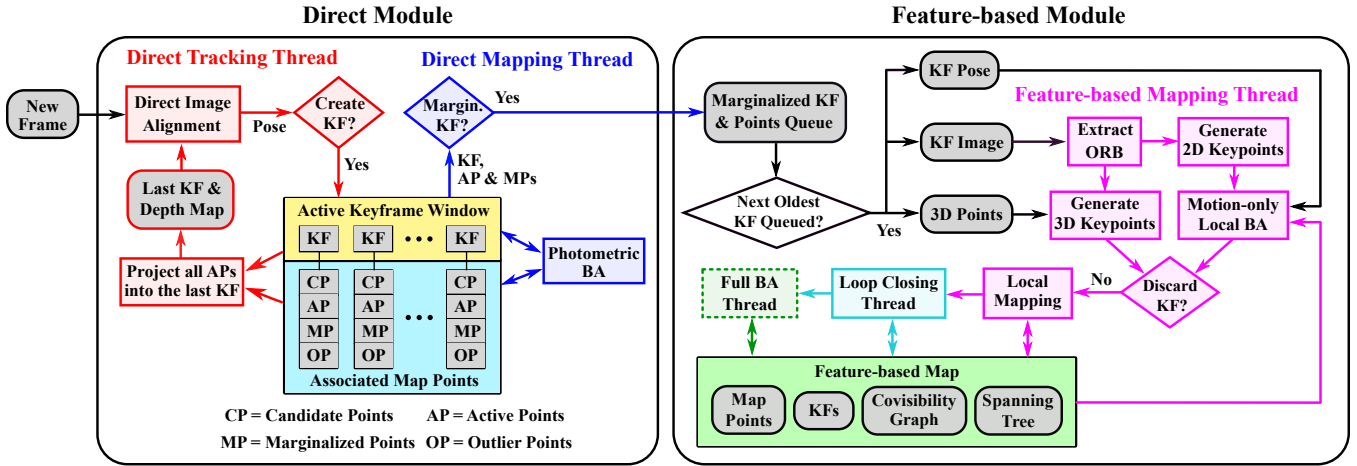 Direct Module
Feature-based Module
Direct Tracking Thread
Direct Mapping Thread
New
Frame
Direct Image
Alignment
Pose
Create
KF?
Yes
Margin.
KF?
Yes
KF,
AP & MPs
Last KF &
Depth Map
Project all APs
into the last KF
Active Keyframe Window
KF KF ••• KF
CP CP CP
AP AP AP
•••
MP MP MP
OP OP OP
Associated Map Points
Photometric
BA
CP = Candidate Points AP = Active Points
MP = Marginalized Points OP = Outlier Points
Marginalized KF
& Points Queue
Next Oldest
KF Queued?
Yes
KF Pose
Feature-based Mapping Thread
KF Image
3D Points
Extract
ORB
Generate
2D Keypoints
Generate
3D Keypoints
Motion-only
Local BA
Discard
KF?
No
Local
Mapping
Loop Closing
Thread
Full BA
Thread
Feature-based Map
Map
Points
KFs
Covisibility
Graph
Spanning
Tree